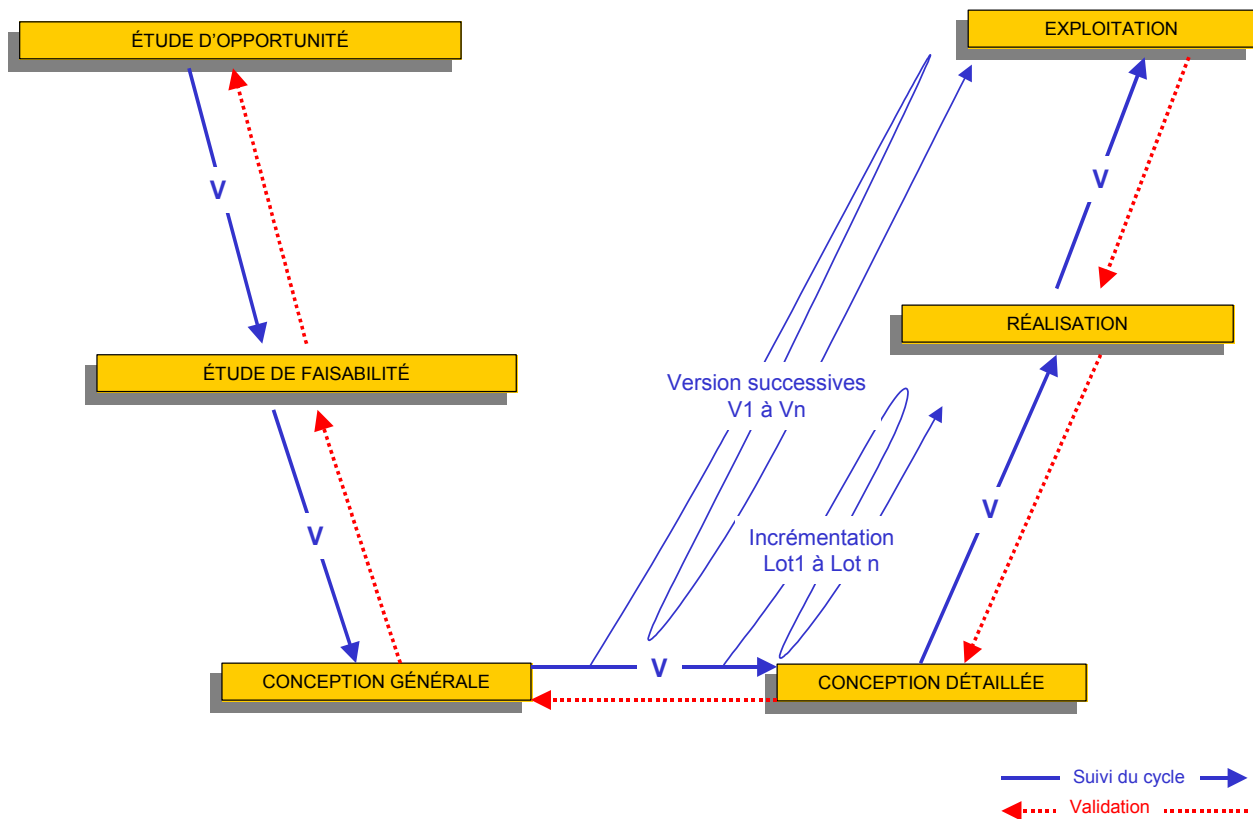 ÉTUDE D'OPPORTUNITÉ
EXPLOITATION
V
V
RÉALISATION
ÉTUDE DE FAISABILITÉ
Version successives
V1 à Vn
V
V
Incrémentation
Lot1 à Lot n
V
CONCEPTION GÉNÉRALE
CONCEPTION DÉTAILLÉE
Suivi du cycle
Validation